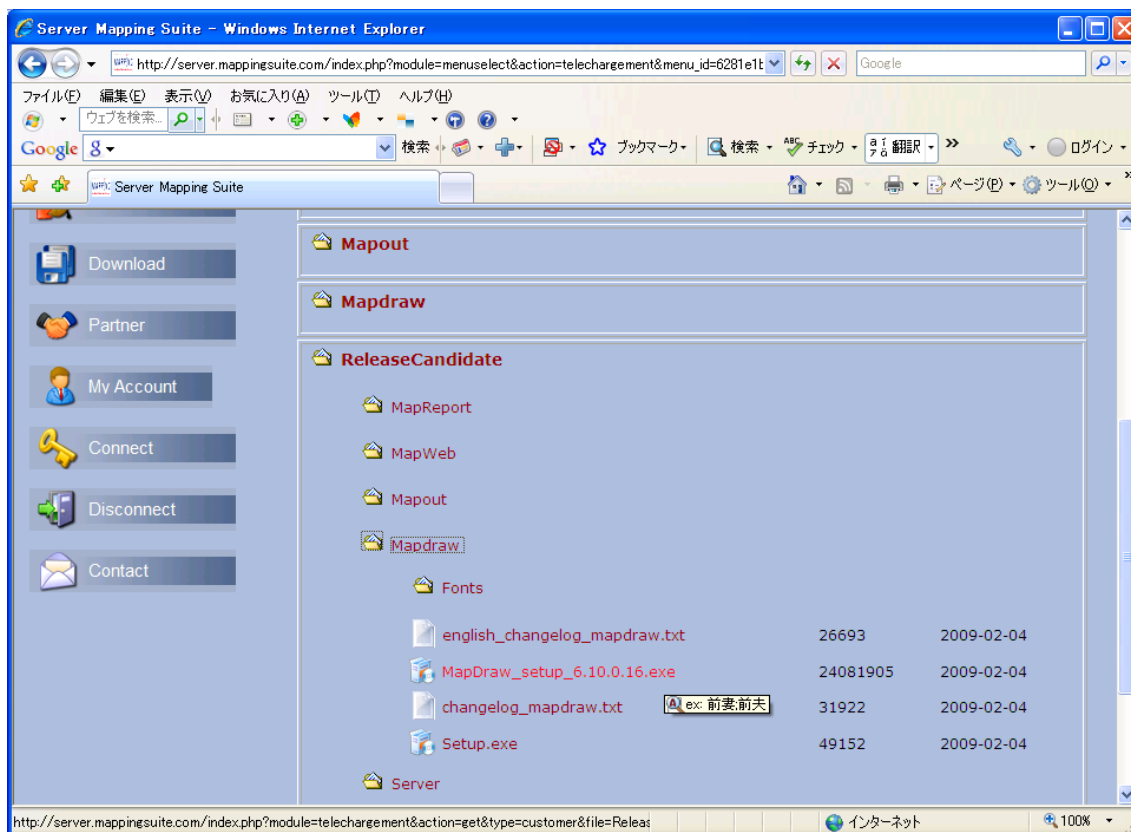 Server Mapping Suite - Windows Internet Explorer
http://server.mappingsuite.com/index.php?module=menuselect&action=telechargement&menu_id=6281e1b
Google
ファイル(F) 編集(E) 表示(V) お気に入り(A) ツール(T) ヘルプ(H)
ウェブを検索...
Google 検索 ブックマーク 検索 ABC チェック 翻訳 ログイン
Server Mapping Suite ページ(P) ツール(O)
Mapout
Download
Mapdraw
Partner
ReleaseCandidate
My Account
MapReport
Connect
MapWeb
Mapout
Disconnect
Mapdraw
Contact
Fonts
english_changelog_mapdraw.txt 26693 2009-02-04
MapDraw_setup_6.10.0.16.exe 24081905 2009-02-04
changelog_mapdraw.txt 31922 2009-02-04
ex: 前妻;前夫
Setup.exe 49152 2009-02-04
Server
http://server.mappingsuite.com/index.php?module=telechargement&action=get&type=customer&file=Releas インターネット 100%